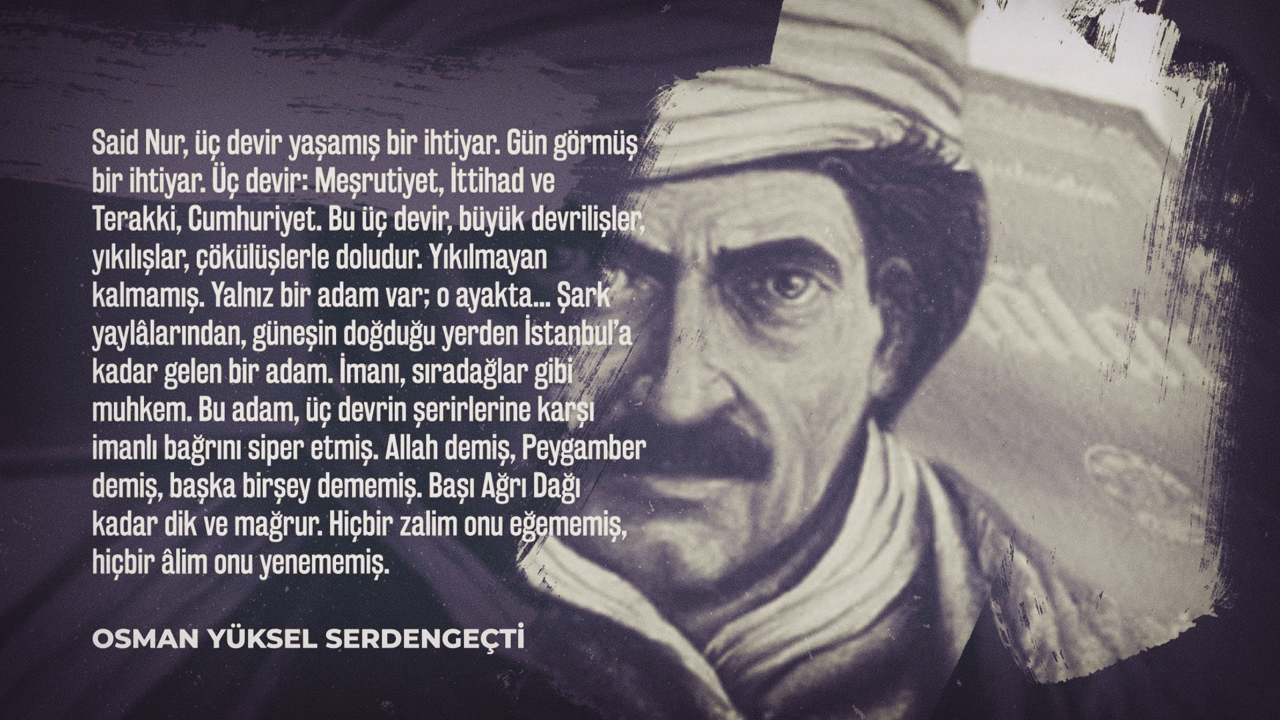 Said Nur, üç devir yaşamış bir ihtiyar. Gün görmüş
bir ihtiyar. Üç devir: Meşrutiyet, İttihad ve
Terakki, Cumhuriyet. Bu üç devir, büyük devrilişler,
yıkılışlar, çökülüşlerle doludur. Yıkılmayan
kalmamış. Yalnız bir adam var; o ayakta... Şark
yaylâlarından, güneşin doğduğu yerden İstanbul'a
kadar gelen bir adam. İmanı, sıradağlar gibi
muhkem. Bu adam, üç devrin şerirlerine karşı
imanlı bağrını siper etmiş. Allah demiş, Peygamber
demiş, başka birşey dememiş. Başı Ağrı Dağı
kadar dik ve mağrur. Hiçbir zalim onu eğememiş,
hiçbir âlim onu yenememiş.
OSMAN YÜKSEL SERDENGEÇTİ